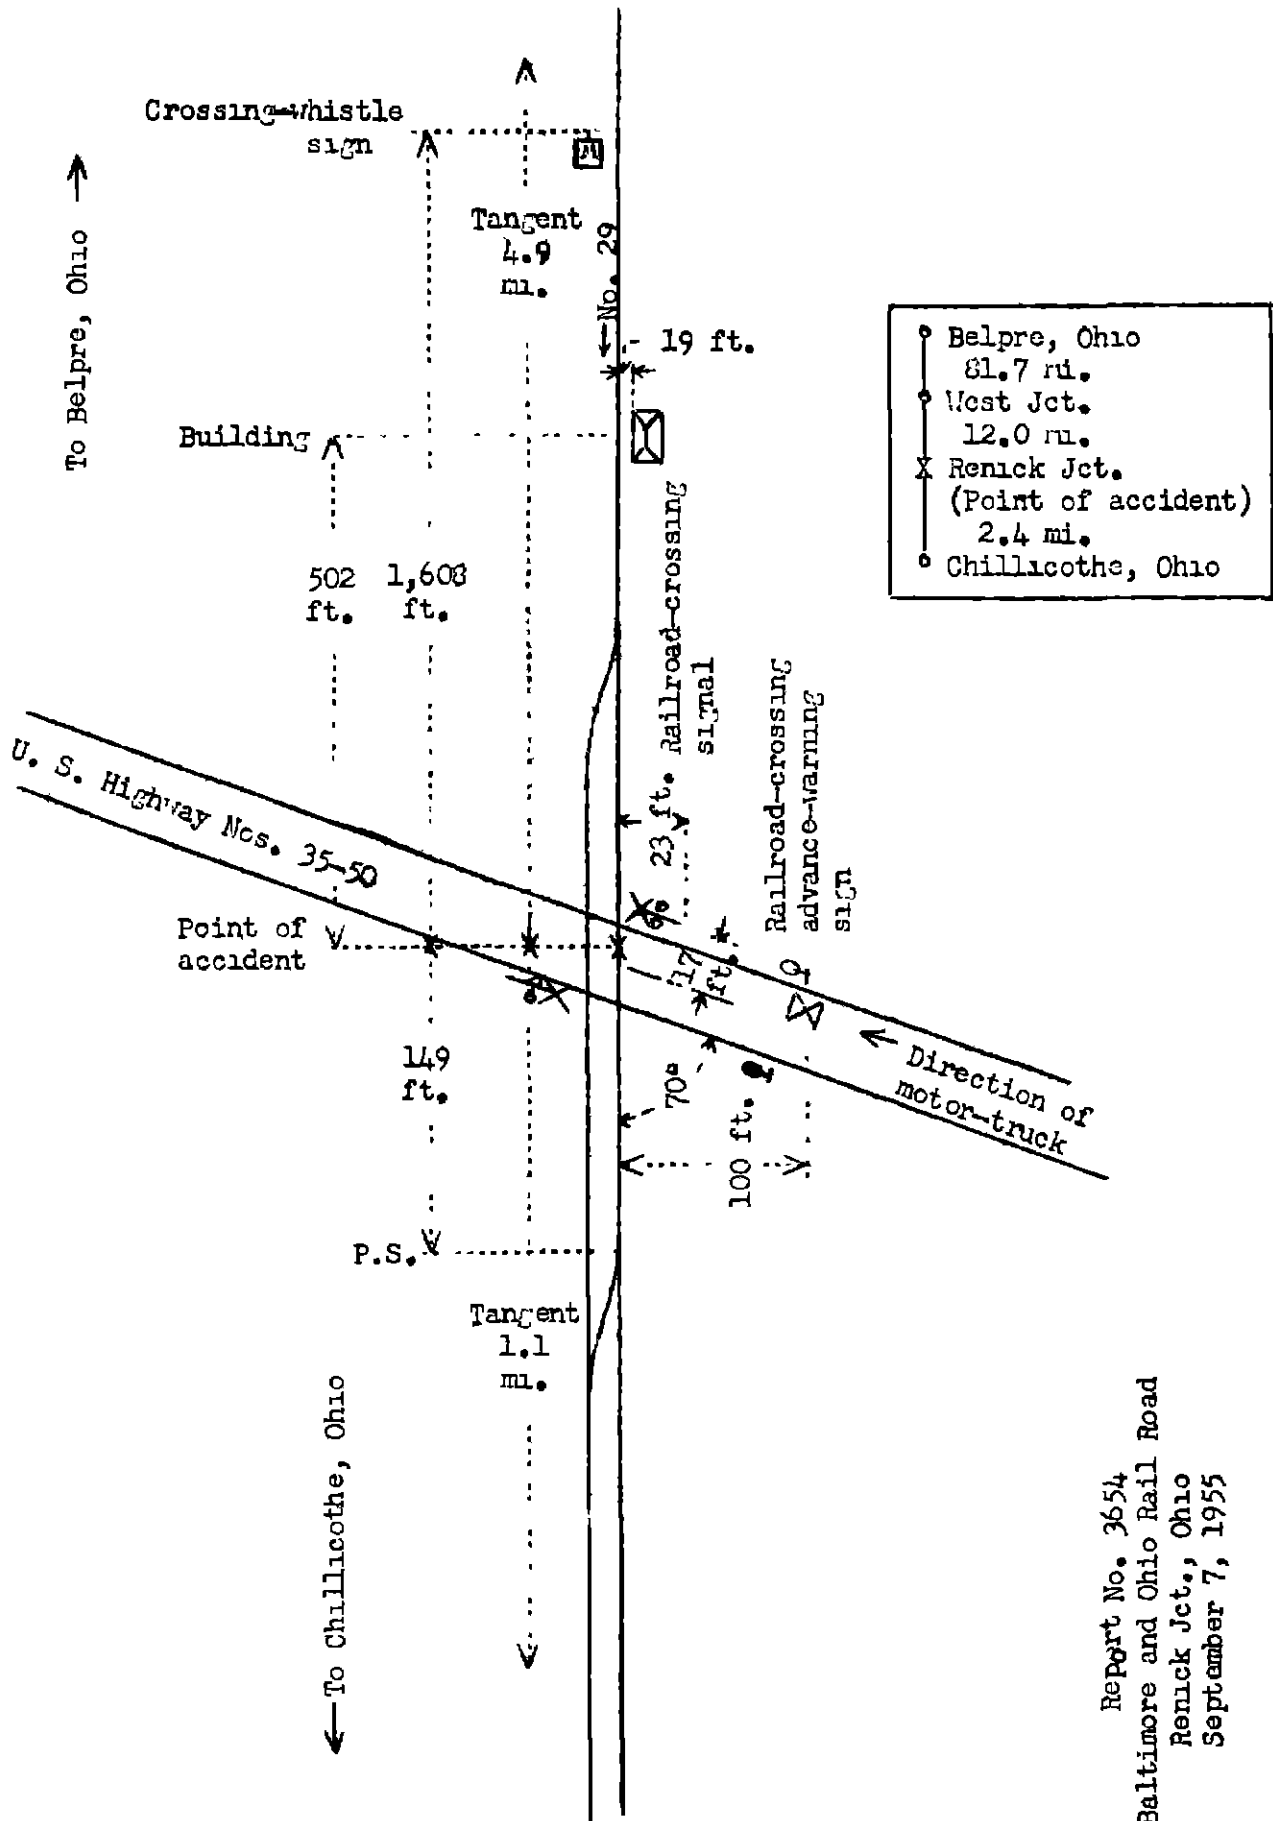 Crossing-whistle
sign
W
To Belpre, Ohio
Tangent
4.9
mi.
No. 29
19 ft.
Building
Belpre, Ohio
81.7 mi.
West Jct.
12.0 mi.
Renick Jct.
(Point of accident)
2.4 mi.
Chillicothe, Ohio
502
ft.
1,608
ft.
Railroad-crossing
signal
23 ft.
Railroad-crossing
advance-warning
sign
U. S. Highway Nos. 35-50
Point of
accident
17
ft.
149
ft.
70°
100 ft.
Direction of
motor-truck
P.S.
Tangent
1.1
mi.
To Chillicothe, Ohio
Report No. 3654
Baltimore and Ohio Rail Road
Renick Jct., Ohio
September 7, 1955